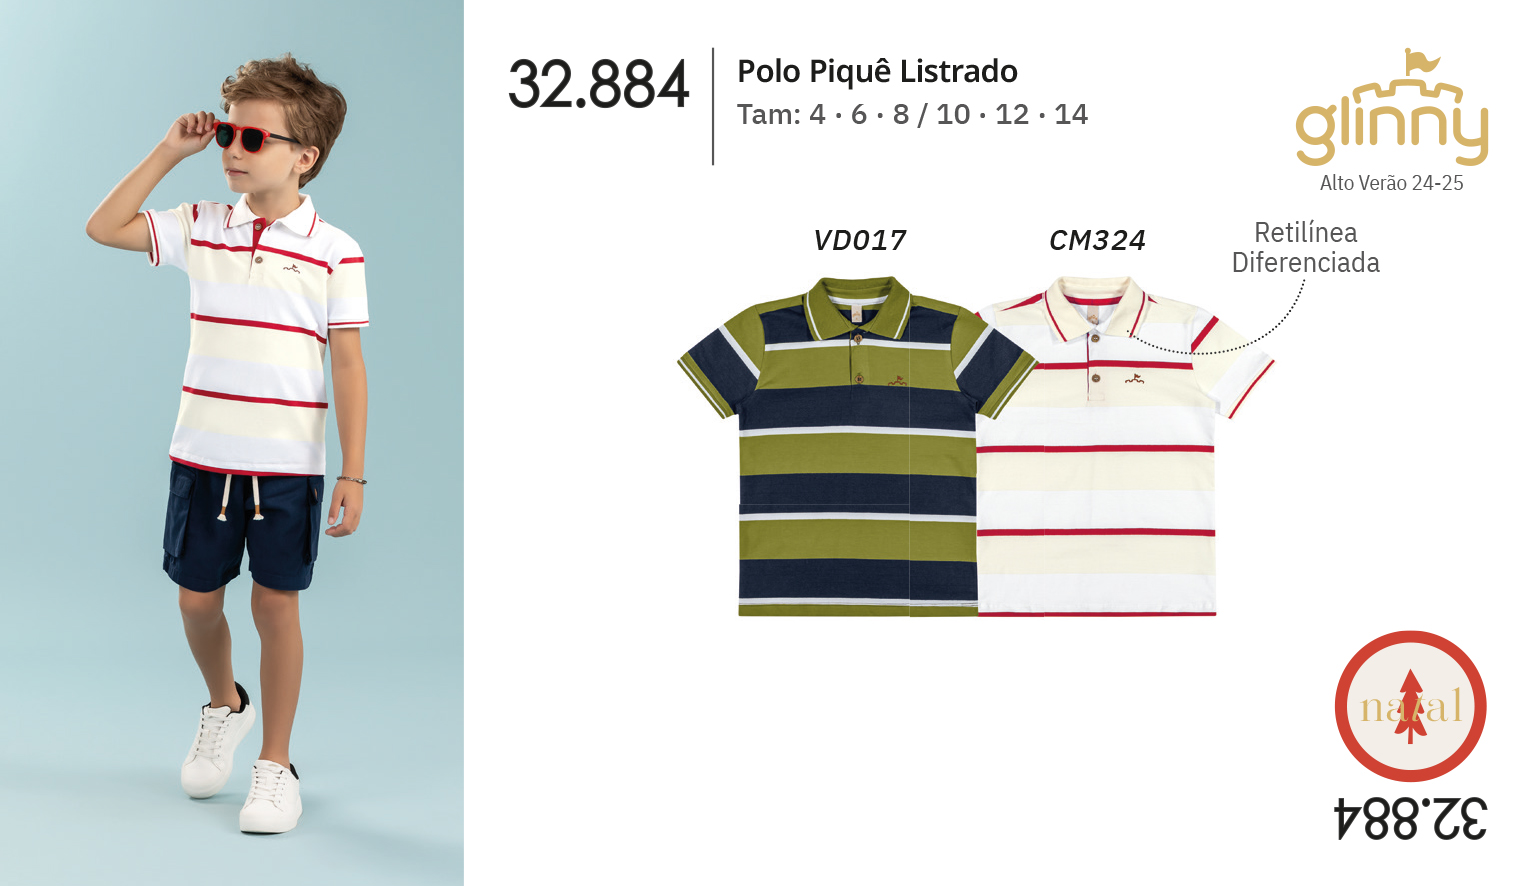 32.884
Polo Piquê Listrado
Tam: 4 · 6 · 8 / 10 · 12 · 14
glinny
Alto Verão 24-25
VD017
CM324
Retilínea
Diferenciada
natal
32.884